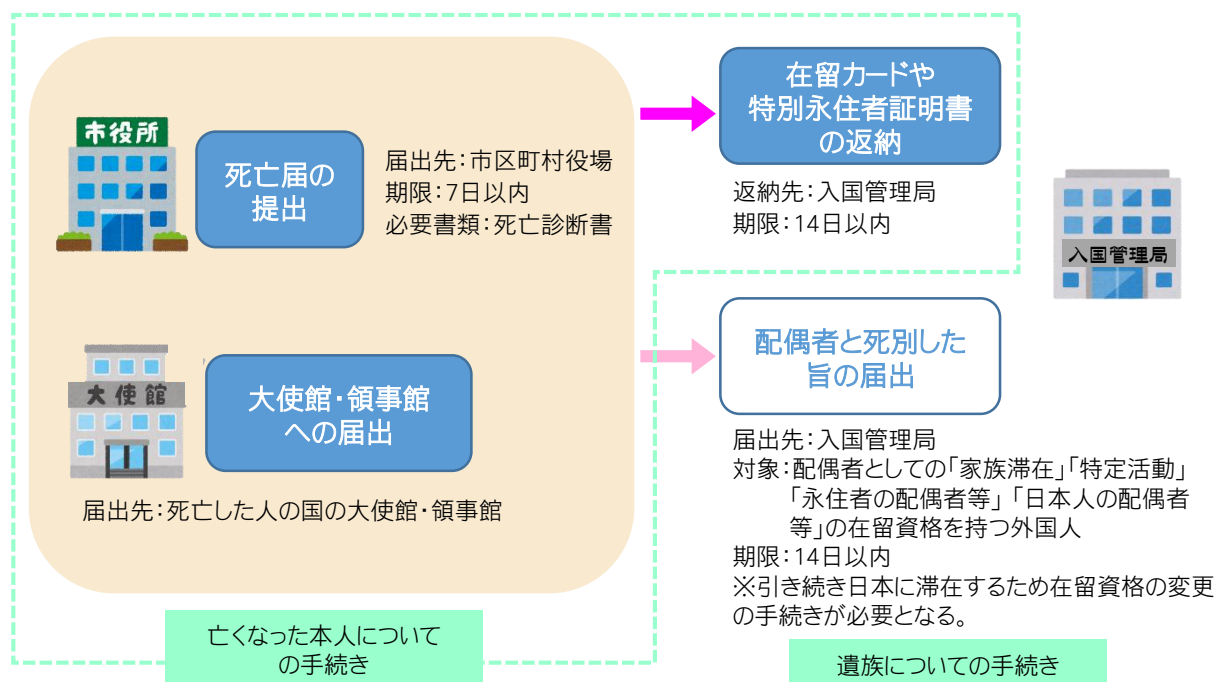 市役所
死亡届の
提出
届出先：市区町村役場
期限：7日以内
必要書類：死亡診断書
大使館
大使館・領事館
への届出
届出先：死亡した人の国の大使館・領事館
亡くなった本人について
の手続き
在留カードや
特別永住者証明書
の返納
返納先：入国管理局
期限：14日以内
入国管理局
配偶者と死別した
旨の届出
届出先：入国管理局
対象：配偶者としての「家族滞在」「特定活動」
「永住者の配偶者等」「日本人の配偶者
等」の在留資格を持つ外国人
期限：14日以内
※引き続き日本に滞在するため在留資格の変更
の手続きが必要となる。
遺族についての手続き